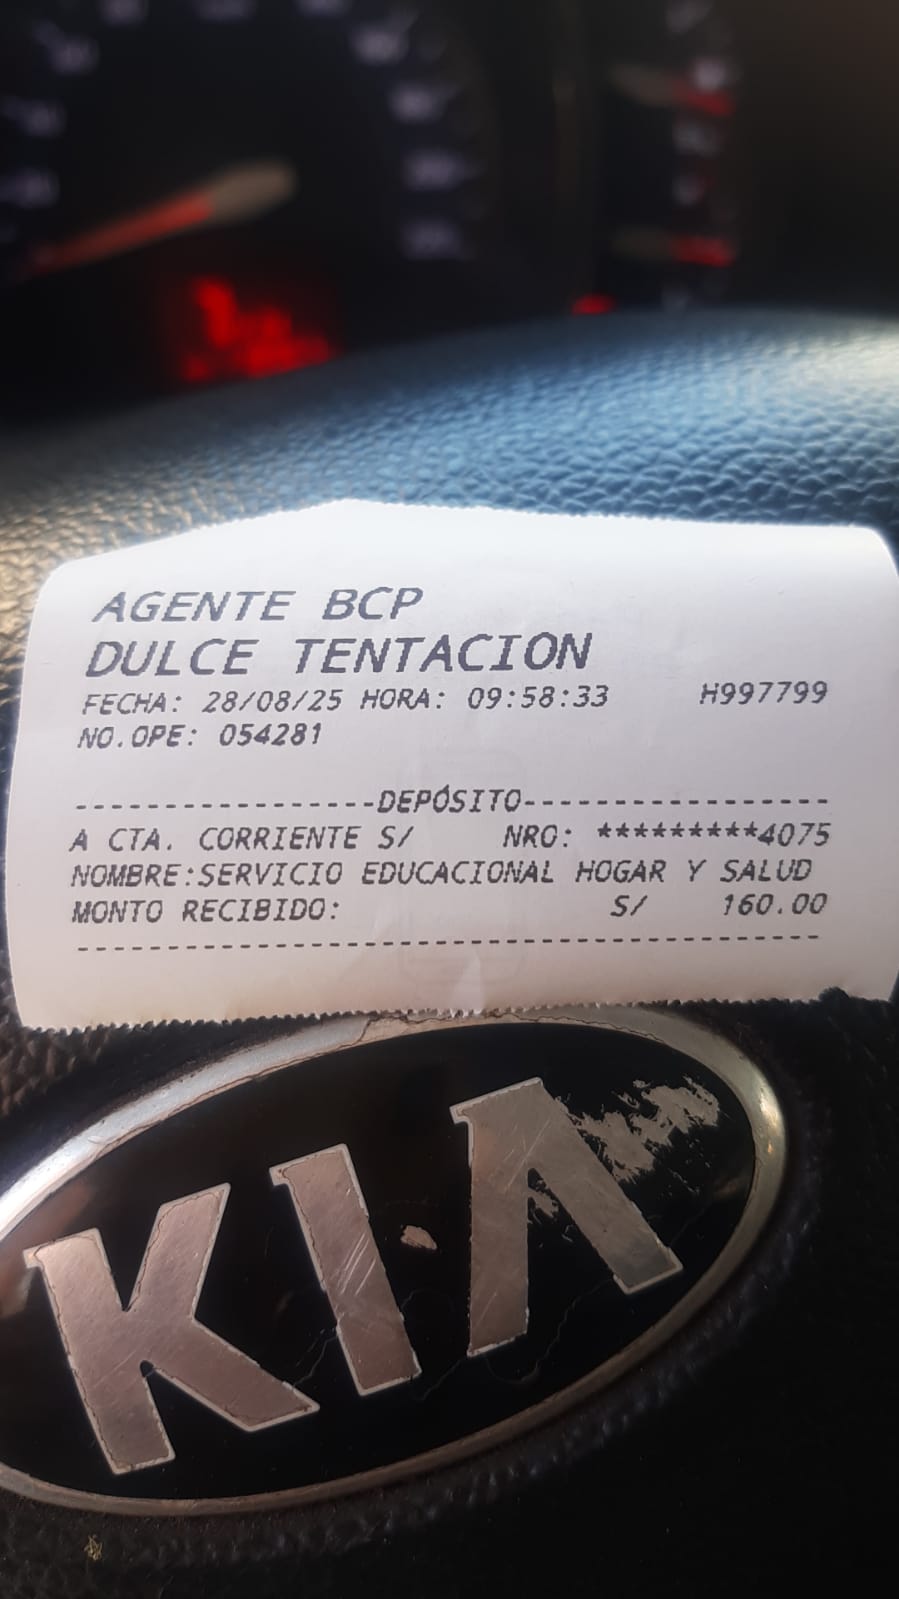 AGENTE BCP
DULCE TENTACION
FECHA: 28/08/25 HORA: 09:58:33 H997799
NO.OPE: 054281
------------------DEPÓSITO------------------
A CTA. CORRIENTE S/ NRO: *********4075
NOMBRE:SERVICIO EDUCACIONAL HOGAR Y SALUD
MONTO RECIBIDO: S/ 160.00
--------------------------------------------
KIA